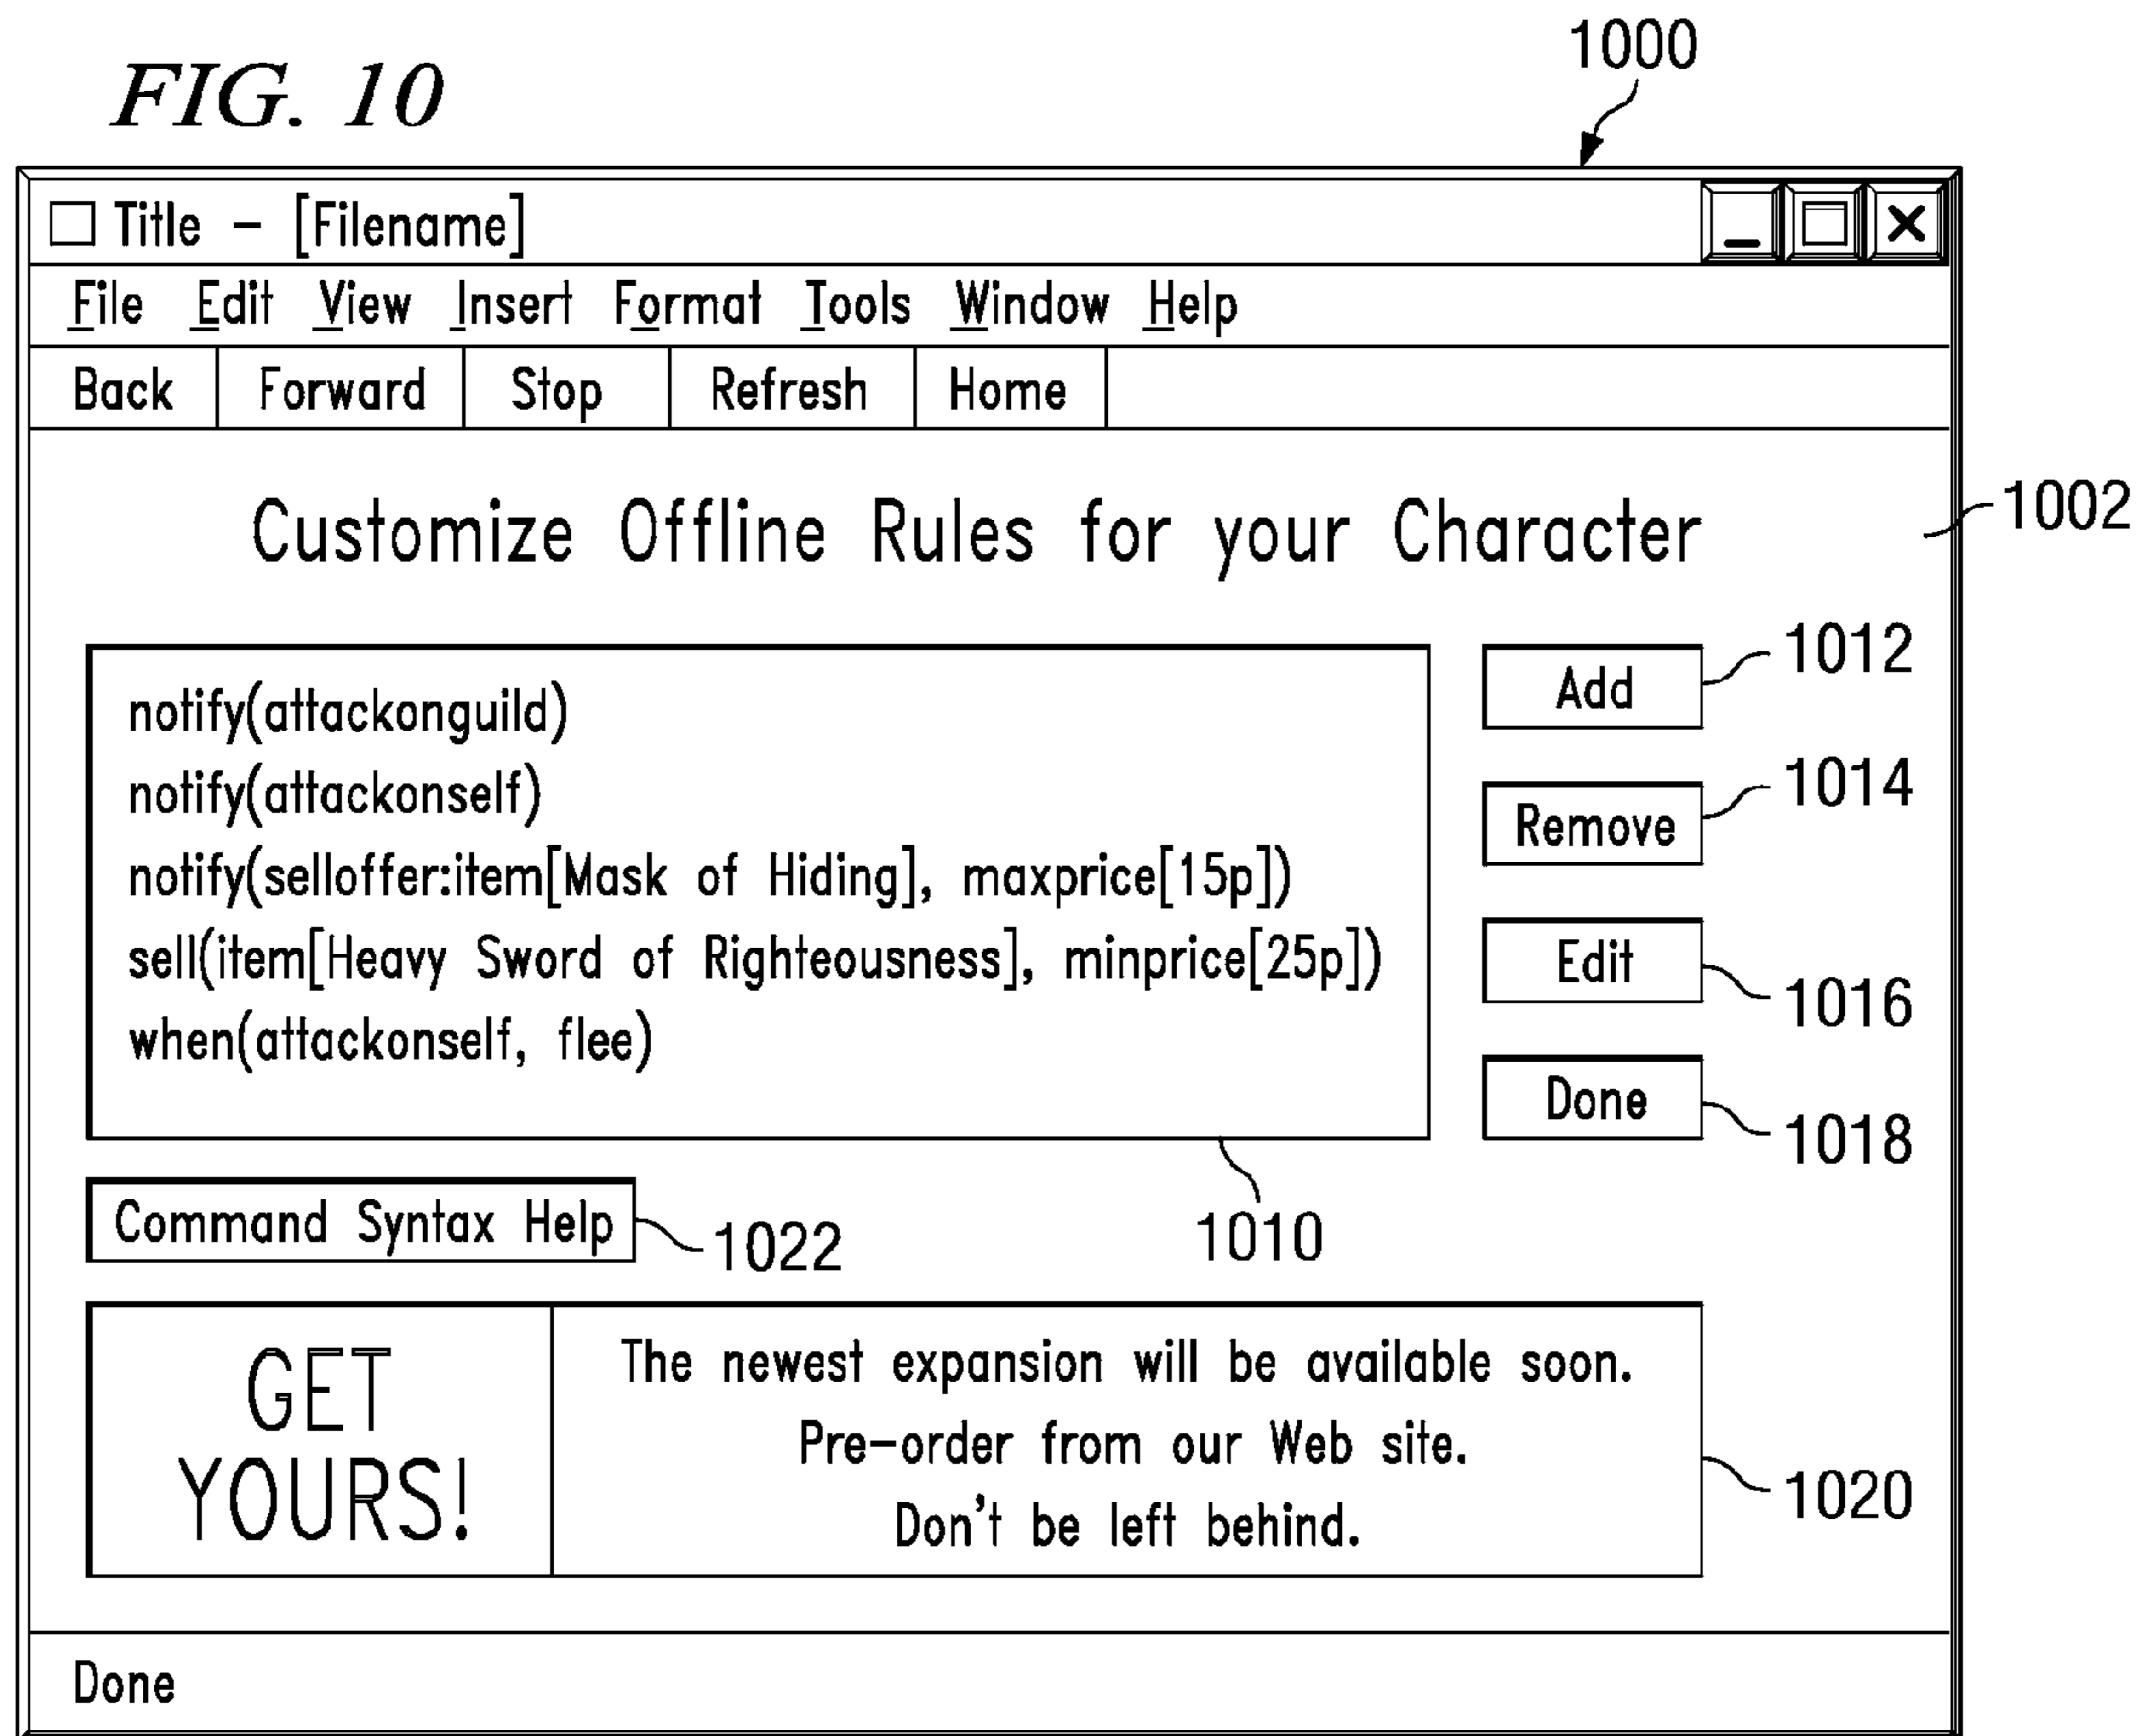 FIG. 10
1000
Title - [Filename]
File Edit View Insert Format Tools Window Help
Back Forward Stop Refresh Home
Customize Offline Rules for your Character
1002
notify(attackonguild)
notify(attackonself)
notify(selloffer:item[Mask of Hiding], maxprice[15p])
sell(item[Heavy Sword of Righteousness], minprice[25p])
when(attackonself, flee)
Add
1012
Remove
1014
Edit
1016
Done
1018
1010
Command Syntax Help
1022
GET
YOURS!
The newest expansion will be available soon.
Pre-order from our Web site.
Don't be left behind.
1020
Done